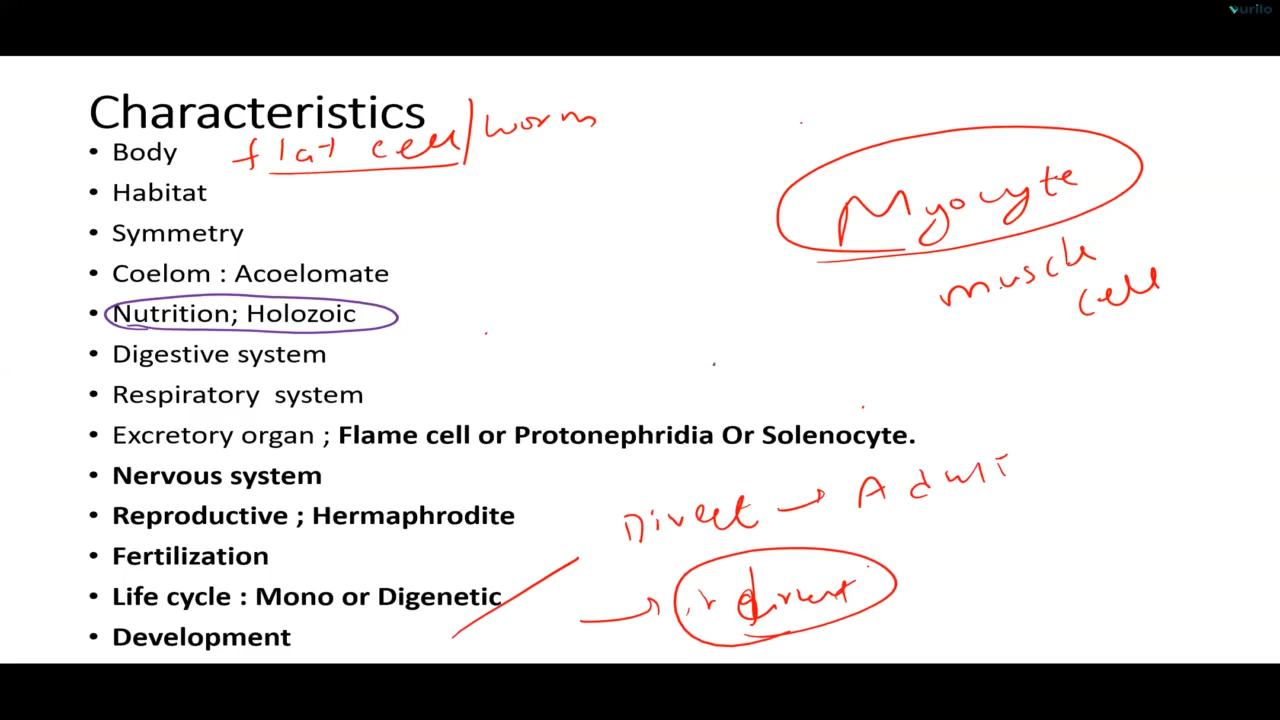 vurilo
Characteristics
• Body flat cell/worm
• Habitat
• Symmetry
• Coelom : Acoelomate
• Nutrition; Holozoic
• Digestive system
• Respiratory system
• Excretory organ ; Flame cell or Protonephridia Or Solenocyte.
• Nervous system
• Reproductive ; Hermaphrodite
• Fertilization
• Life cycle : Mono or Digenetic
• Development
Myocyte
muscle
cell
Direct → Adult